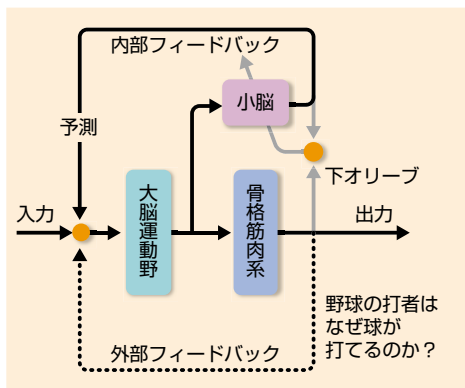 内部フィードバック
小脳
予測
下オリーブ
入力
大脳運動野
骨格筋肉系
出力
野球の打者は
なぜ球が
打てるのか？
外部フィードバック